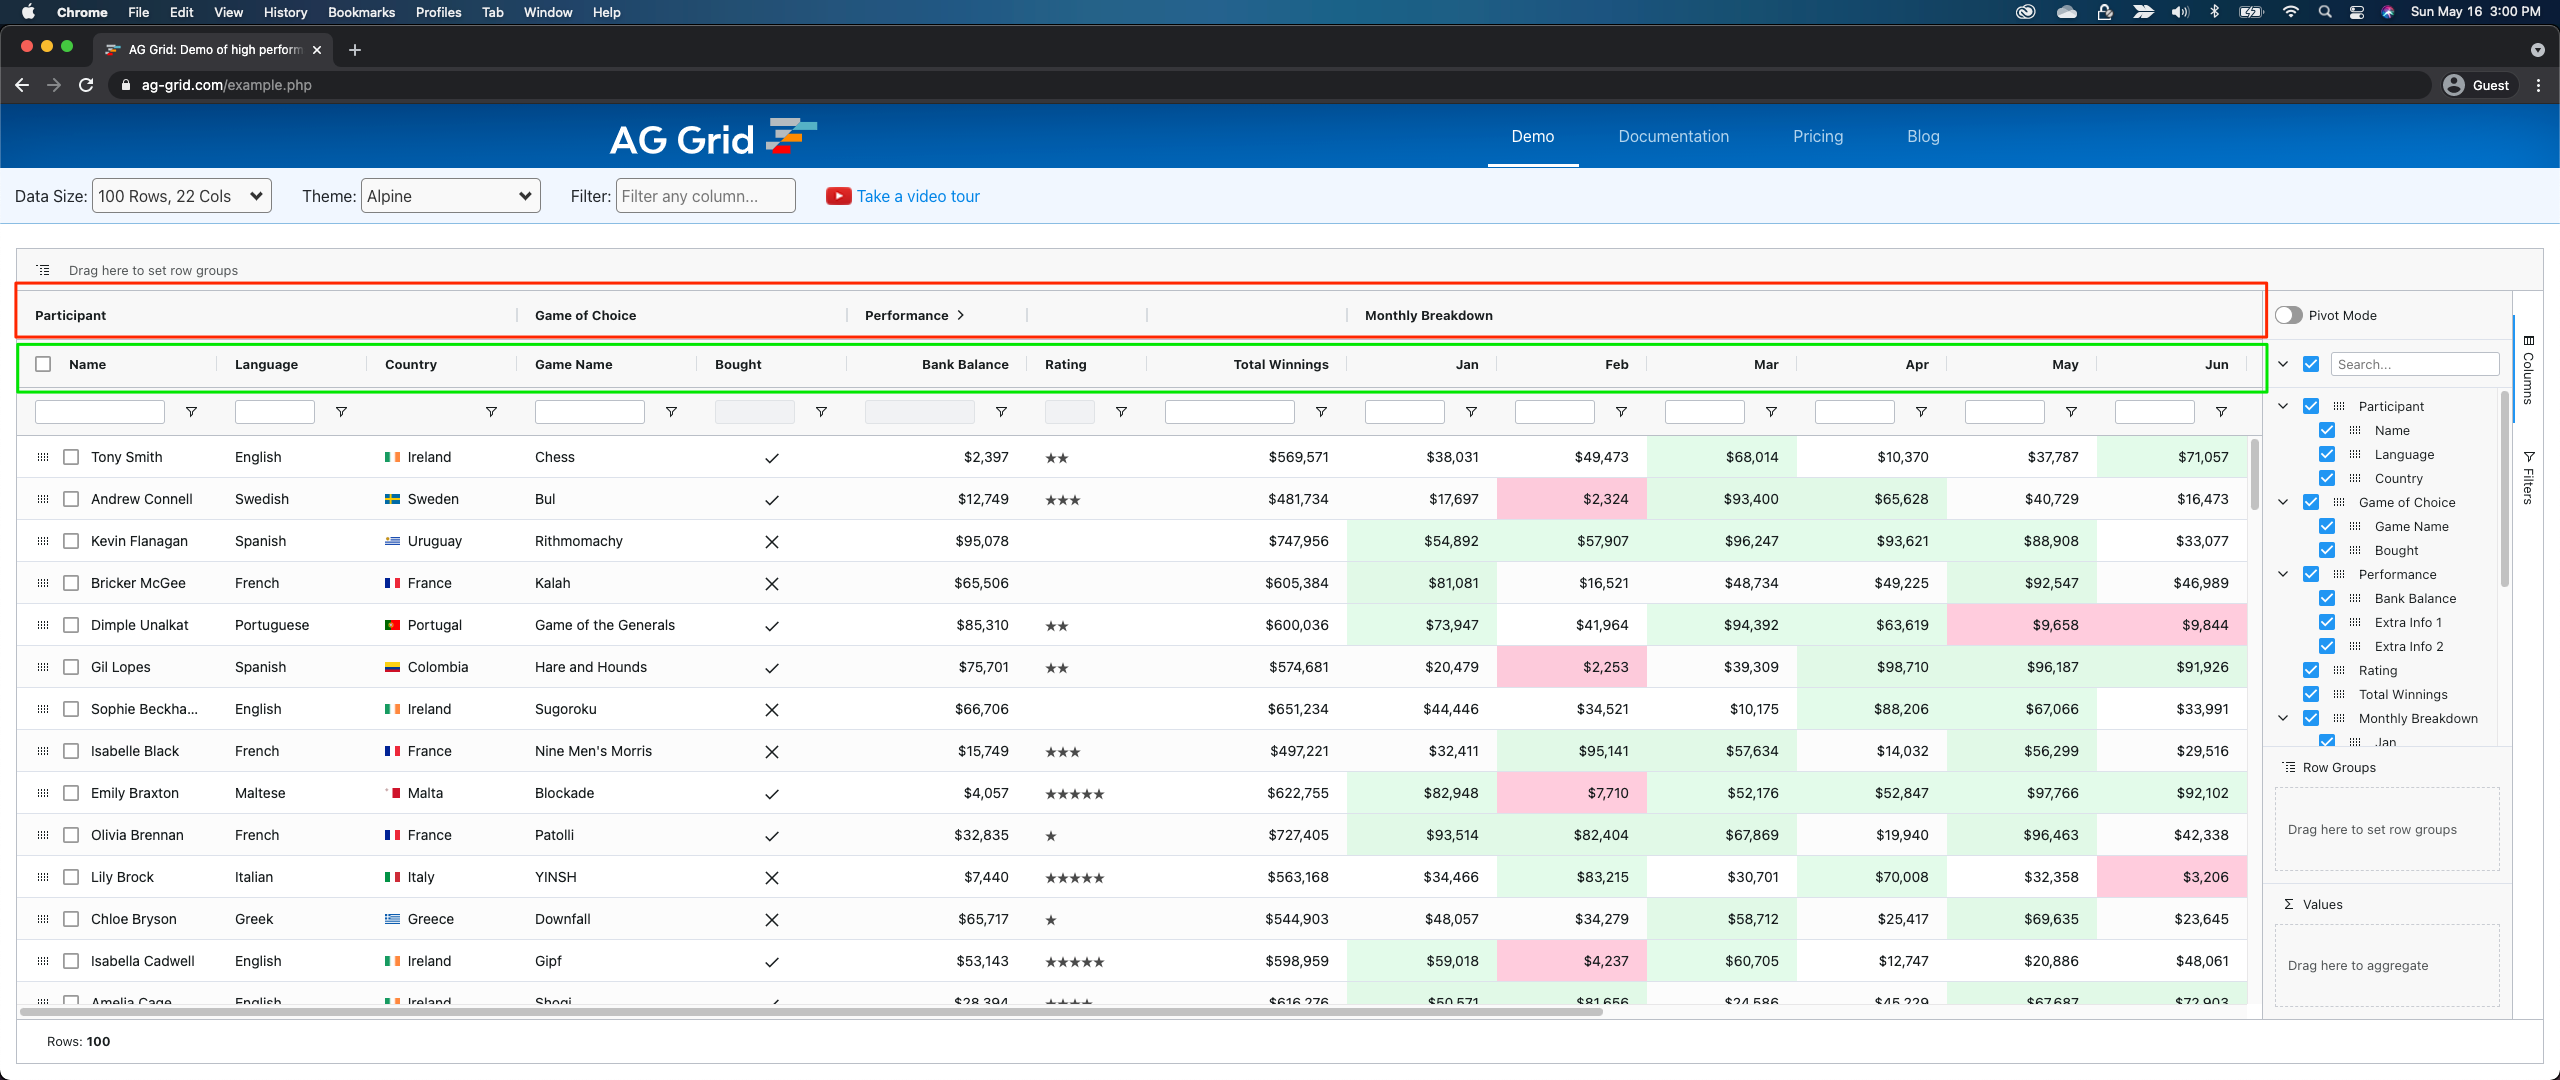 Chrome File Edit View History Bookmarks Profiles Tab Window Help Sun May 16 3:00 PM
AG Grid: Demo of high perform
ag-grid.com/example.php Guest
AG Grid Demo Documentation Pricing Blog
Data Size: 100 Rows, 22 Cols Theme: Alpine Filter: Filter any column... Take a video tour
Drag here to set row groups
Participant Game of Choice Performance Monthly Breakdown
Name Language Country Game Name Bought Bank Balance Rating Total Winnings Jan Feb Mar Apr May Jun
Tony Smith English Ireland Chess $2,397 $569,571 $38,031 $49,473 $68,014 $10,370 $37,787 $71,057
Andrew Connell Swedish Sweden Bul $12,749 $481,734 $17,697 $2,324 $93,400 $65,628 $40,729 $16,473
Kevin Flanagan Spanish Uruguay Rithmomachy $95,078 $747,956 $54,892 $57,907 $96,247 $93,621 $88,908 $33,077
Bricker McGee French France Kalah $65,506 $605,384 $81,081 $16,521 $48,734 $49,225 $92,547 $46,989
Dimple Unalkat Portuguese Portugal Game of the Generals $85,310 $600,036 $73,947 $41,964 $94,392 $63,619 $9,658 $9,844
Gil Lopes Spanish Colombia Hare and Hounds $75,701 $574,681 $20,479 $2,253 $39,309 $98,710 $96,187 $91,926
Sophie Beckha... English Ireland Sugoroku $66,706 $651,234 $44,446 $34,521 $10,175 $88,206 $67,066 $33,991
Isabelle Black French France Nine Men's Morris $15,749 $497,221 $32,411 $95,141 $57,634 $14,032 $56,299 $29,516
Emily Braxton Maltese Malta Blockade $4,057 $622,755 $82,948 $7,710 $52,176 $52,847 $97,766 $92,102
Olivia Brennan French France Patolli $32,835 $727,405 $93,514 $82,404 $67,869 $19,940 $96,463 $42,338
Lily Brock Italian Italy YINSH $7,440 $563,168 $34,466 $83,215 $30,701 $70,008 $32,358 $3,206
Chloe Bryson Greek Greece Downfall $65,717 $544,903 $48,057 $34,279 $58,712 $25,417 $69,635 $23,645
Isabella Cadwell English Ireland Gipf $53,143 $598,959 $59,018 $4,237 $60,705 $12,747 $20,886 $48,061
Amelia Cage English Ireland Shogi $28,394 $616,276 $50,571 $81,656 $24,586 $45,229 $67,687 $72,903
Rows: 100
Pivot Mode
Search...
Participant
Name
Language
Country
Game of Choice
Game Name
Bought
Performance
Bank Balance
Extra Info 1
Extra Info 2
Rating
Total Winnings
Monthly Breakdown
Jan
Row Groups
Drag here to set row groups
Values
Drag here to aggregate
Columns
Filters